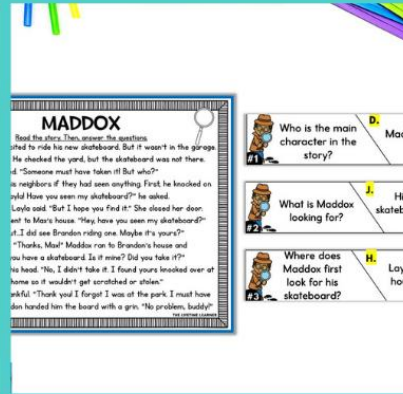 MADDOX
Read the story. Then, answer the questions.
ited to ride his new skateboard. But it wasn't in the garage.
He checked the yard, but the skateboard was not there.
d. "Someone must have taken it! But who?"
s neighbors if they had seen anything. First, he knocked on
ayla! Have you seen my skateboard?" he asked.
Layla said. "But I hope you find it." She closed her door.
ent to Max's house. "Hey, have you seen my skateboard?"
ut...I did see Brandon riding one. Maybe it's yours?"
"Thanks, Max!" Maddox ran to Brandon's house and
you have a skateboard. Is it mine? Did you take it?"
his head. "No, I didn't take it. I found yours knocked over at
home so it wouldn't get scratched or stolen."
ankful. "Thank you! I forgot I was at the park. I must have
don handed him the board with a grin. "No problem, buddy!"
THE LIFETIME LEARNER
#1
Who is the main
character in the
story?
D.
Mad
#2
What is Maddox
looking for?
J.
Hi
skateb
#3
Where does
Maddox first
look for his
skateboard?
H.
Lay
hou